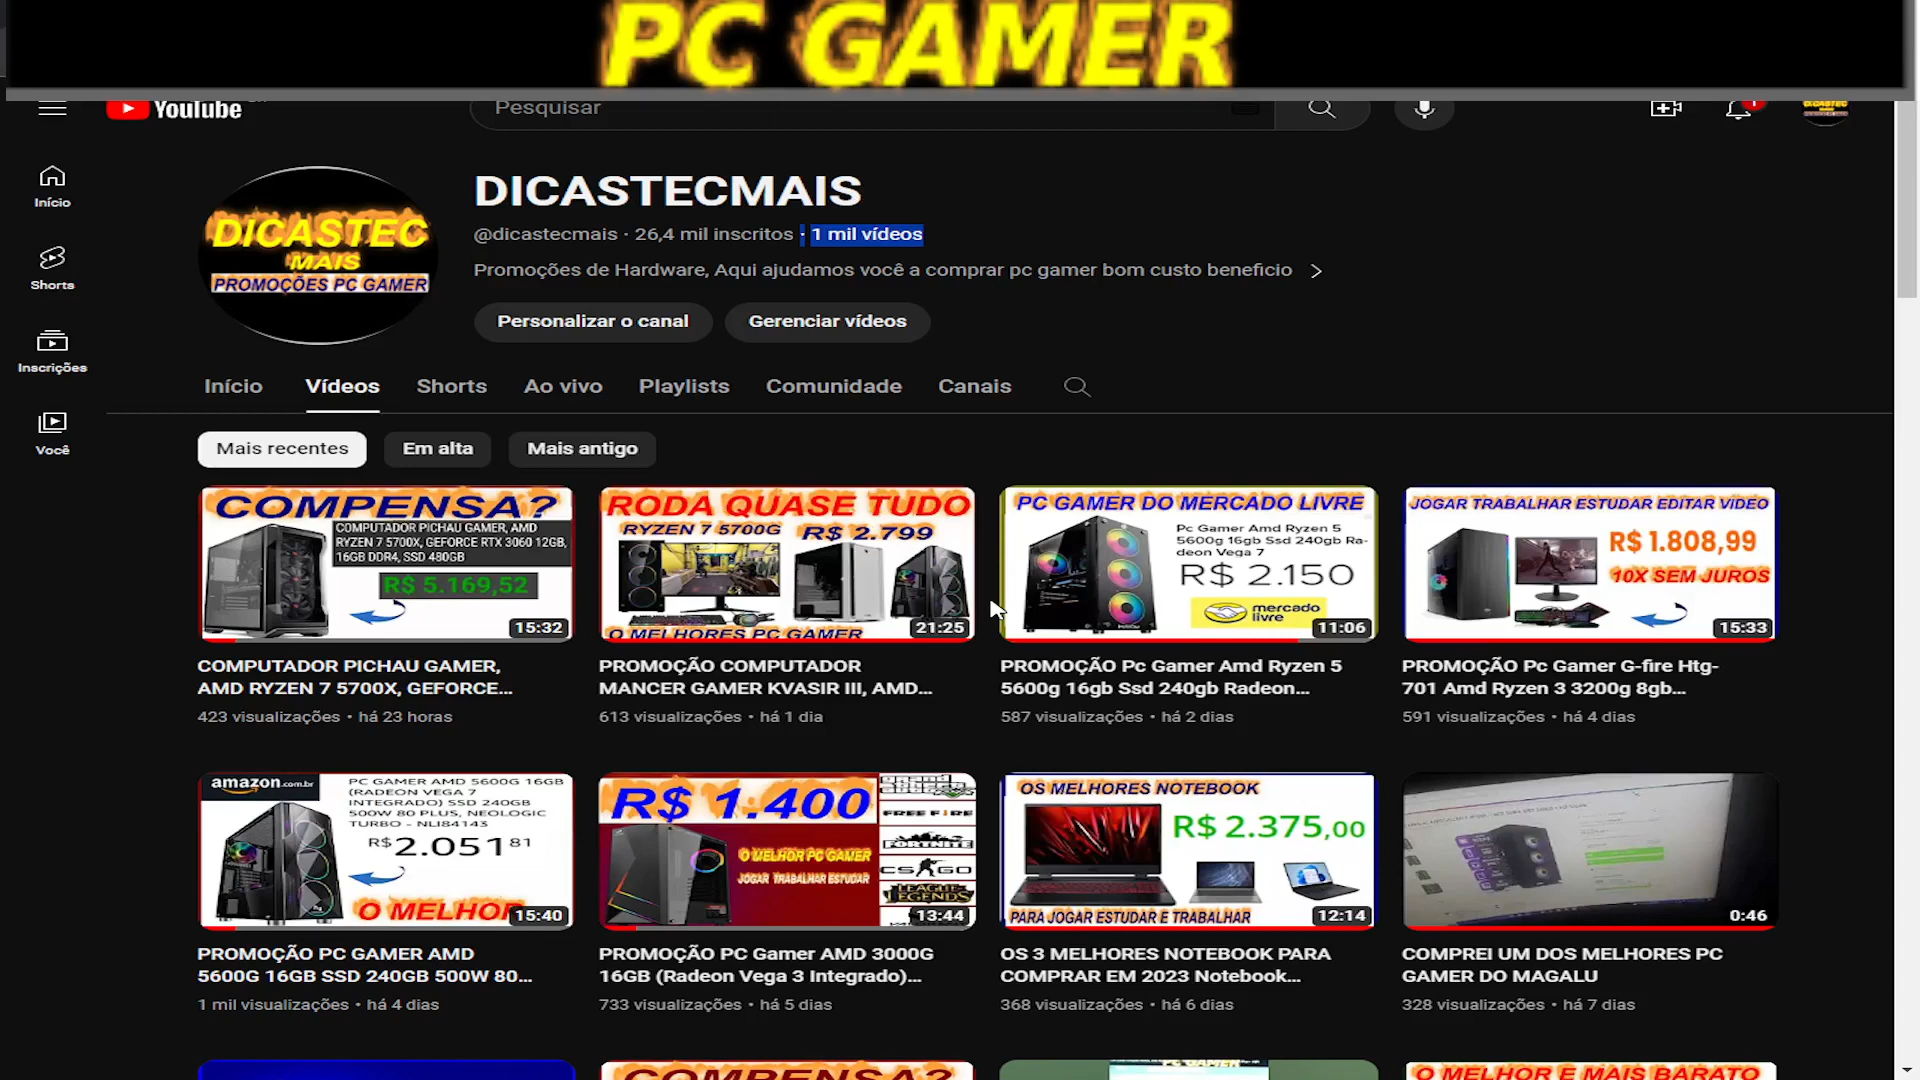 PC GAMER
YouTube
Pesquisar
Início
Shorts
Inscrições
Você
DICASTEC
MAIS
PROMOÇÕES PC GAMER
DICASTECMAIS
@dicastecmais · 26,4 mil inscritos · 1 mil vídeos
Promoções de Hardware, Aqui ajudamos você a comprar pc gamer bom custo beneficio
Personalizar o canal
Gerenciar vídeos
Início Vídeos Shorts Ao vivo Playlists Comunidade Canais
Mais recentes Em alta Mais antigo
COMPENSA?
COMPUTADOR PICHAU GAMER, AMD
RYZEN 7 5700X, GEFORCE RTX 3060 12GB,
16GB DDR4, SSD 480GB
R$ 5.169,52
15:32
COMPUTADOR PICHAU GAMER,
AMD RYZEN 7 5700X, GEFORCE...
423 visualizações • há 23 horas
RODA QUASE TUDO
RYZEN 7 5700G R$ 2.799
O MELHORES PC GAMER
21:25
PROMOÇÃO COMPUTADOR
MANCER GAMER KVASIR III, AMD...
613 visualizações • há 1 dia
PC GAMER DO MERCADO LIVRE
Pc Gamer Amd Ryzen 5
5600g 16gb Ssd 240gb Ra-
deon Vega 7
R$ 2.150
mercado
livre
11:06
PROMOÇÃO Pc Gamer Amd Ryzen 5
5600g 16gb Ssd 240gb Radeon...
587 visualizações • há 2 dias
JOGAR TRABALHAR ESTUDAR EDITAR VIDEO
R$ 1.808,99
10X SEM JUROS
15:33
PROMOÇÃO Pc Gamer G-fire Htg-
701 Amd Ryzen 3 3200g 8gb...
591 visualizações • há 4 dias
amazon.com.br
PC GAMER AMD 5600G 16GB
(RADEON VEGA 7
INTEGRADO) SSD 240GB
500W 80 PLUS, NEOLOGIC
TURBO - NLI84143
R$2.051 81
O MELHOR
15:40
PROMOÇÃO PC GAMER AMD
5600G 16GB SSD 240GB 500W 80...
1 mil visualizações • há 4 dias
R$ 1.400
O MELHOR PC GAMER
JOGAR TRABALHAR ESTUDAR
FREE FIRE
FORTNITE
CS:GO
LEAGUE
LEGENDS
13:44
PROMOÇÃO PC Gamer AMD 3000G
16GB (Radeon Vega 3 Integrado)...
733 visualizações • há 5 dias
OS MELHORES NOTEBOOK
R$ 2.375,00
PARA JOGAR ESTUDAR E TRABALHAR
12:14
OS 3 MELHORES NOTEBOOK PARA
COMPRAR EM 2023 Notebook...
368 visualizações • há 6 dias
0:46
COMPREI UM DOS MELHORES PC
GAMER DO MAGALU
328 visualizações • há 7 dias
COMPENSA?
O MELHOR E MAIS BARATO